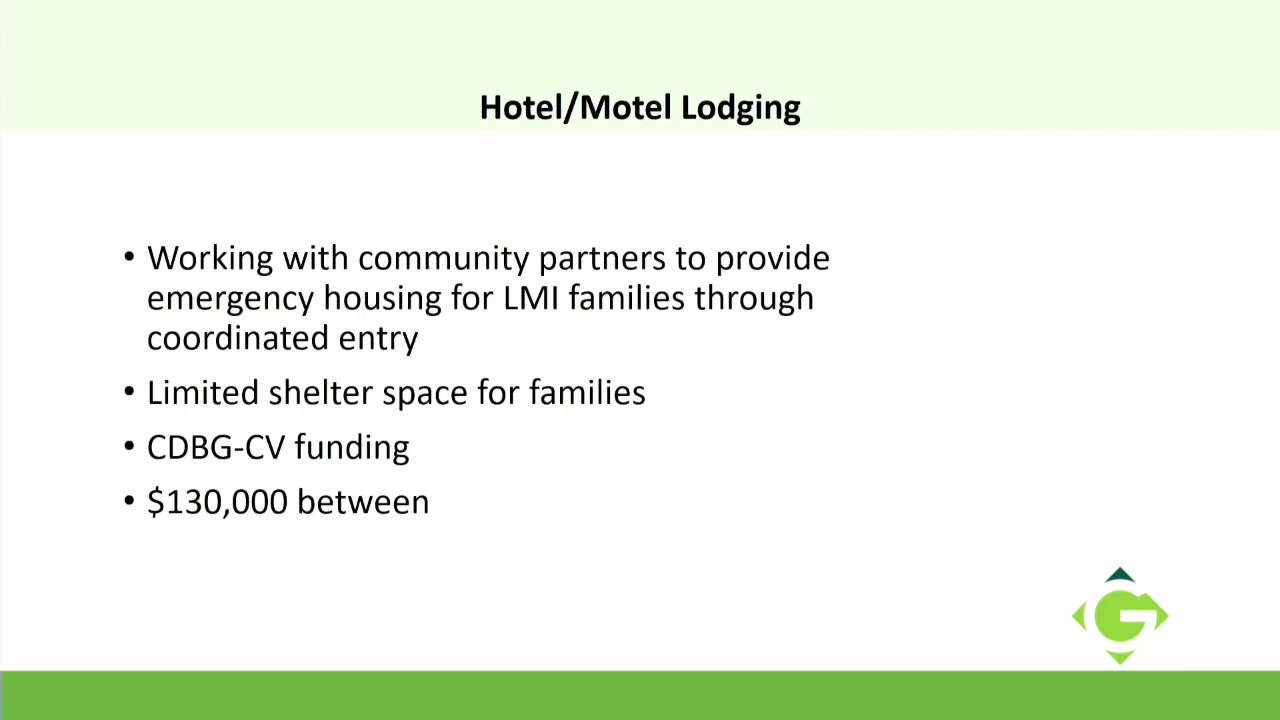 Hotel/Motel Lodging
• Working with community partners to provide
emergency housing for LMI families through
coordinated entry
• Limited shelter space for families
• CDBG-CV funding
• $130,000 between
G